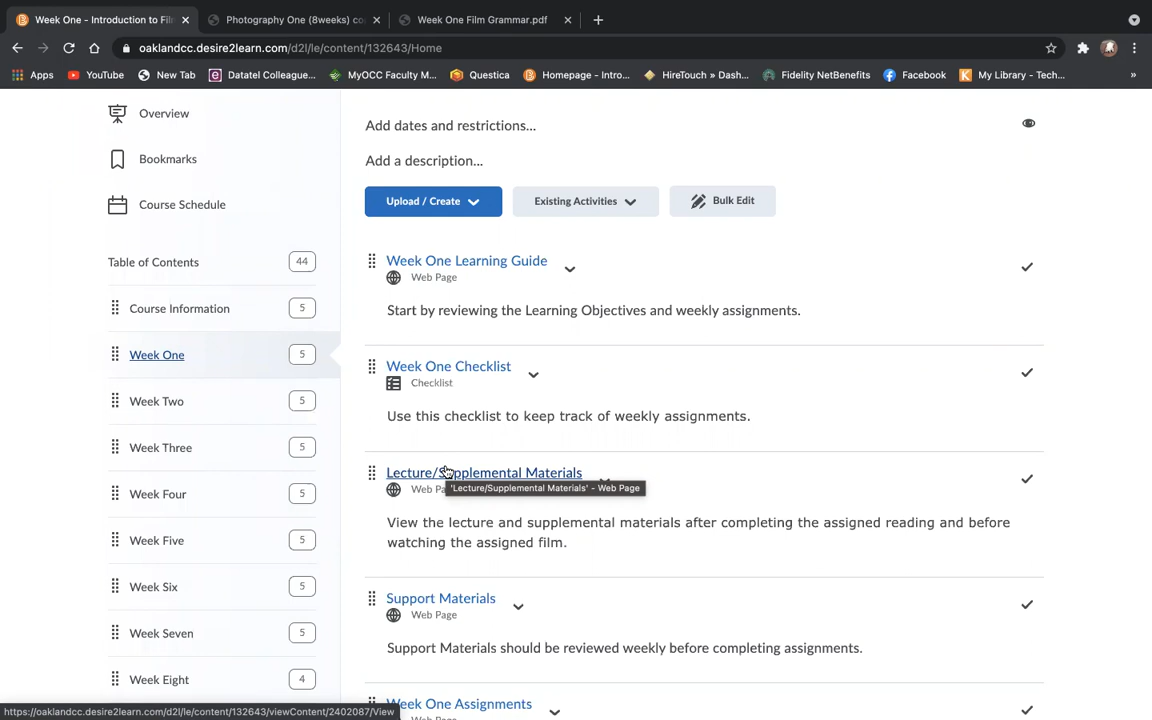 Week One - Introduction to Fil
Photography One (8weeks) co
Week One Film Grammar.pdf
oaklandcc.desire2learn.com/d2l/le/content/132643/Home
Apps
YouTube
New Tab
Datatel Colleague...
MyOCC Faculty M...
Questica
Homepage - Intro...
HireTouch » Dash...
Fidelity NetBenefits
Facebook
My Library - Tech...
»
Overview
Bookmarks
Course Schedule
Table of Contents 44
Course Information 5
Week One 5
Week Two 5
Week Three 5
Week Four 5
Week Five 5
Week Six 5
Week Seven 5
Week Eight 4
Add dates and restrictions...
Add a description...
Upload / Create
Existing Activities
Bulk Edit
Week One Learning Guide
Web Page
Start by reviewing the Learning Objectives and weekly assignments.
Week One Checklist
Checklist
Use this checklist to keep track of weekly assignments.
Lecture/Supplemental Materials
Web Pa
'Lecture/Supplemental Materials' - Web Page
View the lecture and supplemental materials after completing the assigned reading and before
watching the assigned film.
Support Materials
Web Page
Support Materials should be reviewed weekly before completing assignments.
Week One Assignments
Web Page
https://oaklandcc.desire2learn.com/d2l/le/content/132643/viewContent/2402087/View